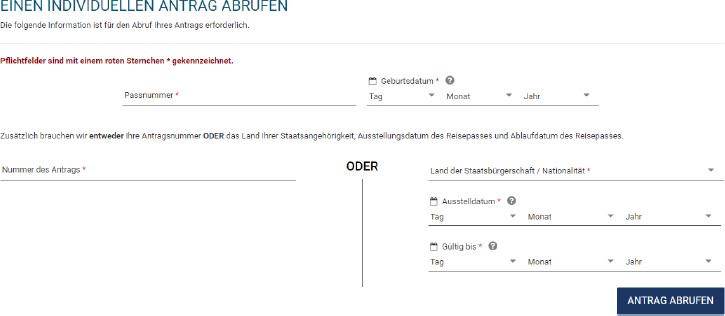 EINEN INDIVIDUELLEN ANTRAG ABRUFEN
Die folgende Information ist für den Abruf Ihres Antrags erforderlich.
Pflichtfelder sind mit einem roten Sternchen * gekennzeichnet.
Passnummer *
Geburtsdatum * ?
Tag Monat Jahr
Zusätzlich brauchen wir entweder Ihre Antragsnummer ODER das Land Ihrer Staatsangehörigkeit, Ausstellungsdatum des Reisepasses und Ablaufdatum des Reisepasses.
Nummer des Antrags *
ODER
Land der Staatsbürgerschaft / Nationalität *
Ausstelldatum * ?
Tag Monat Jahr
Gültig bis * ?
Tag Monat Jahr
ANTRAG ABRUFEN